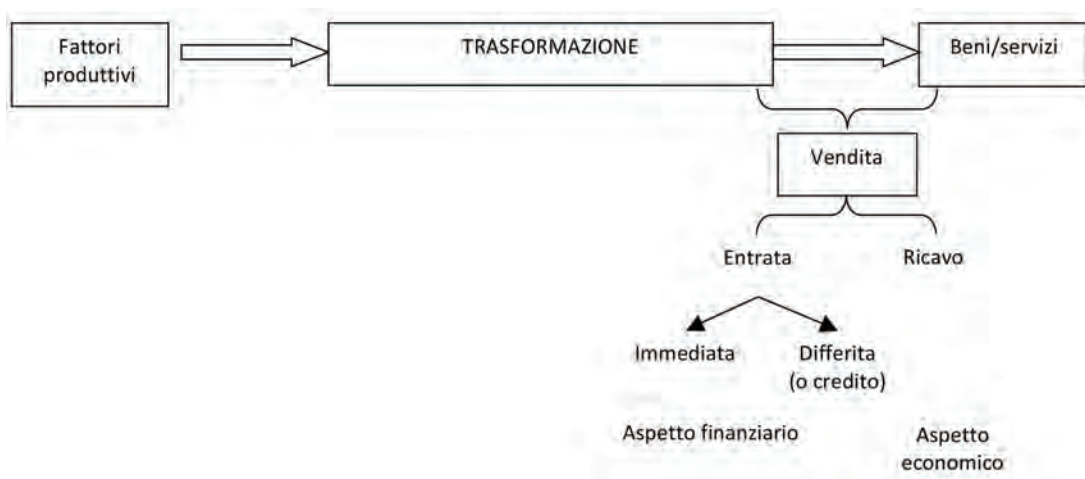 Fattori
produttivi
TRASFORMAZIONE
Beni/servizi
Vendita
Entrata
Ricavo
Immediata
Differita
(o credito)
Aspetto finanziario
Aspetto
economico